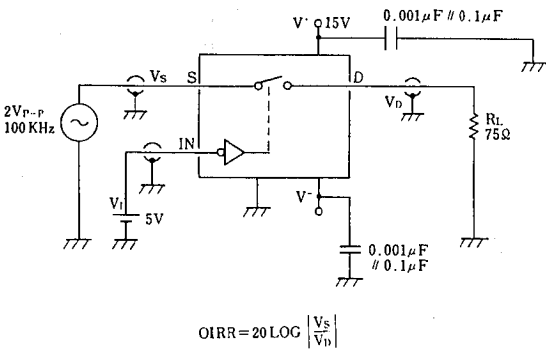 V⁺ 15V
0.001μF // 0.1μF
Vs
S
D
VD
2VP-P
100 KHz
RL
75Ω
IN
VI
5V
V⁻
0.001μF
// 0.1μF
OIRR = 20 LOG |Vs/VD|